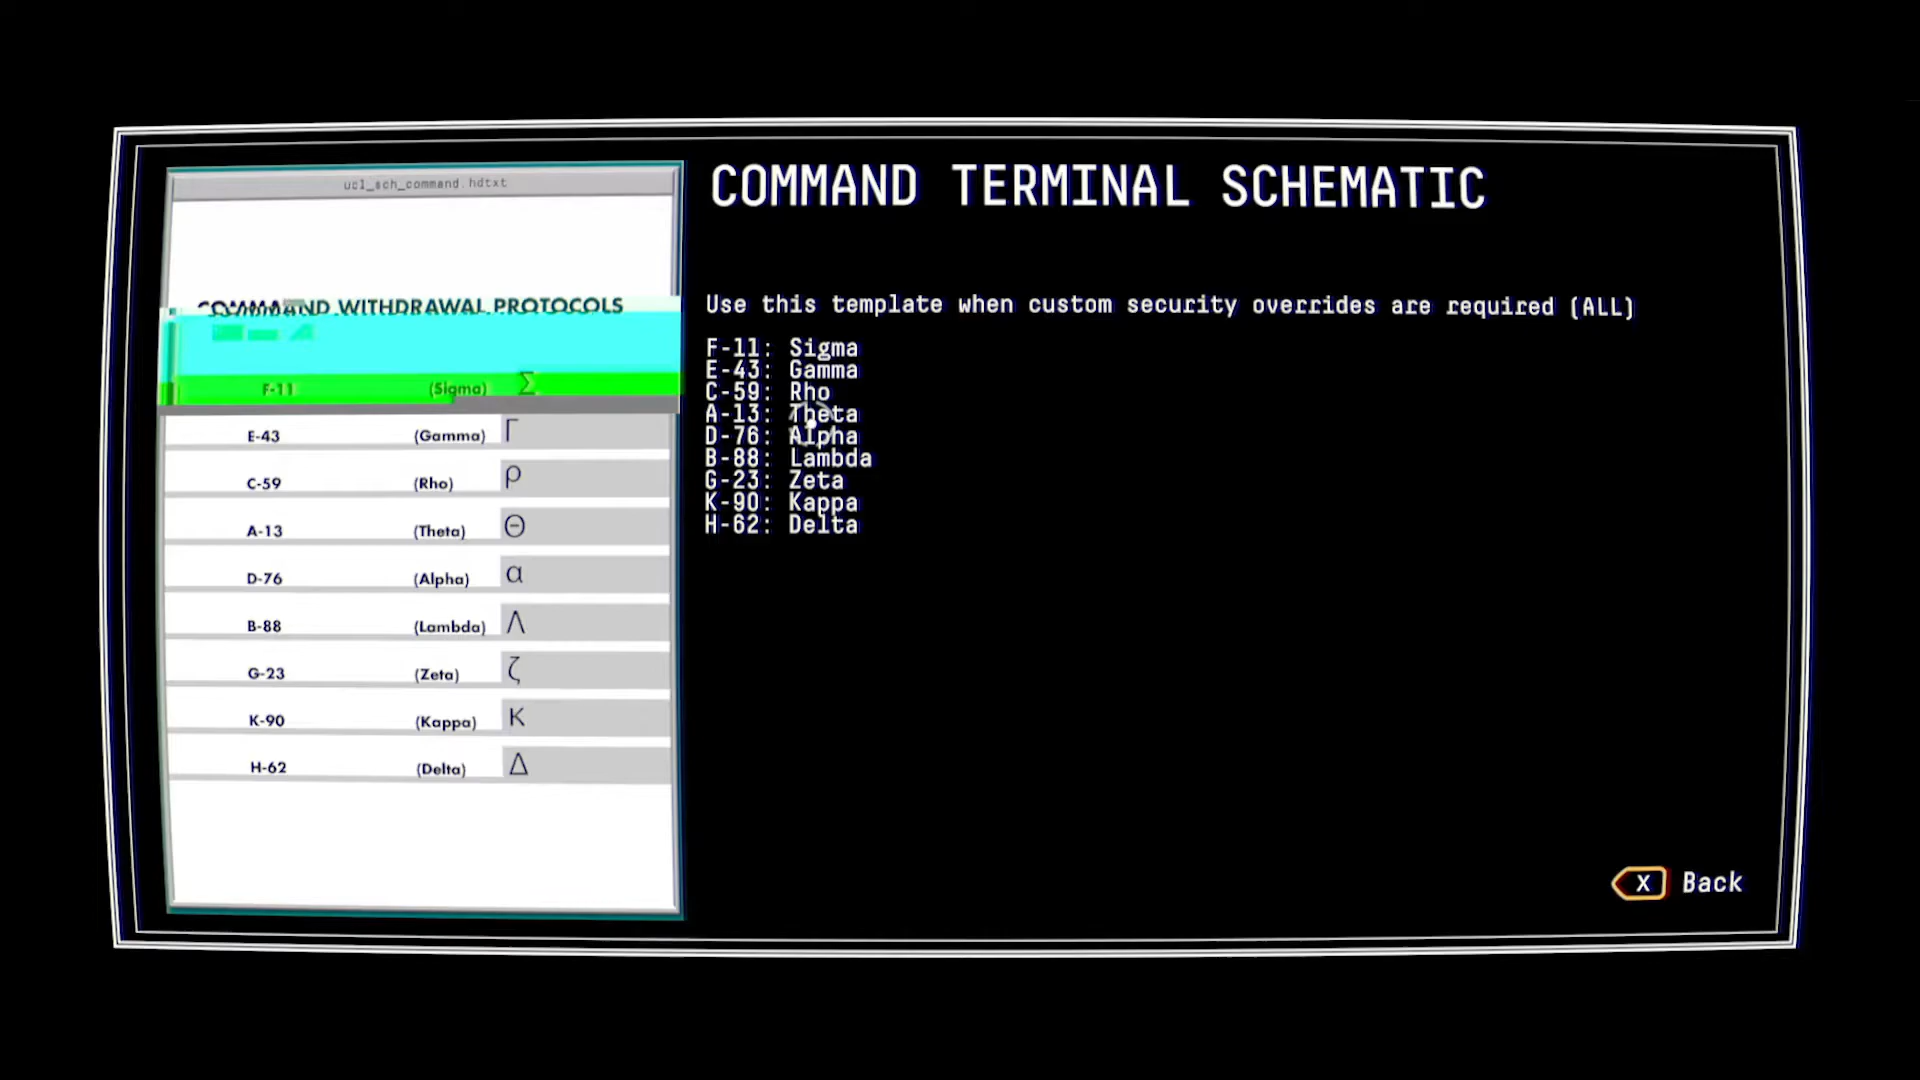 ucl_sch_command.hdtxt
COMMAND WITHDRAWAL PROTOCOLS
F-11 (Sigma) Σ
E-43 (Gamma) Γ
C-59 (Rho) ρ
A-13 (Theta) Θ
D-76 (Alpha) α
B-88 (Lambda) Λ
G-23 (Zeta) ζ
K-90 (Kappa) K
H-62 (Delta) Δ
COMMAND TERMINAL SCHEMATIC
Use this template when custom security overrides are required (ALL)
F-11: Sigma
E-43: Gamma
C-59: Rho
A-13: Theta
D-76: Alpha
B-88: Lambda
G-23: Zeta
K-90: Kappa
H-62: Delta
X Back